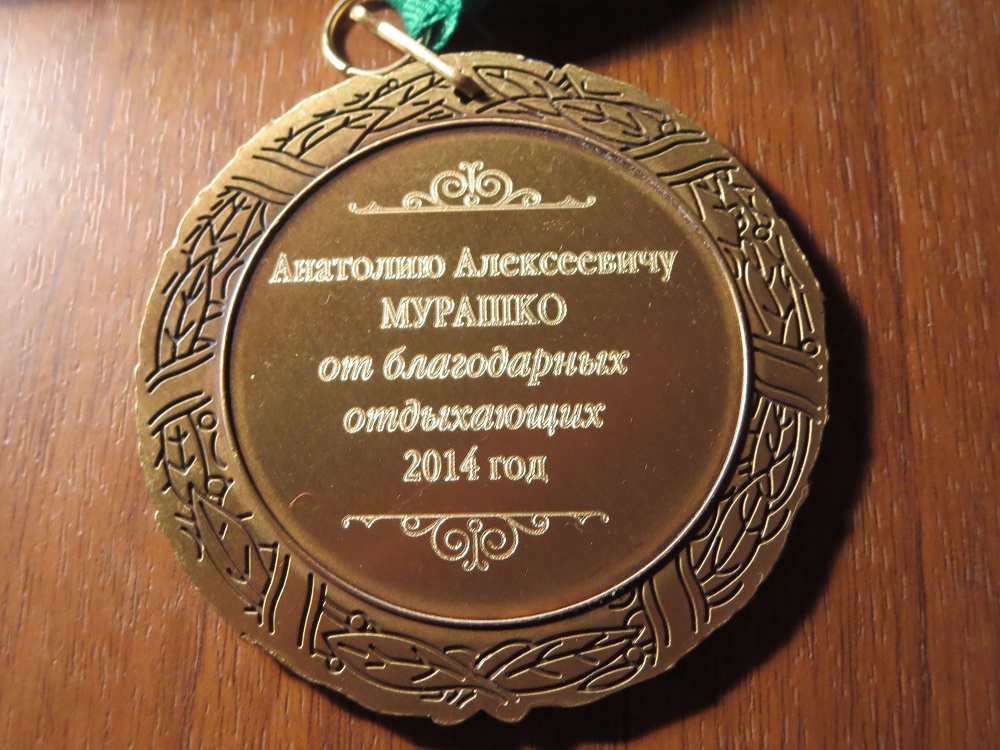 Анатолию Алексеевичу
МУРАШКО
от благодарных
отдыхающих
2014 год